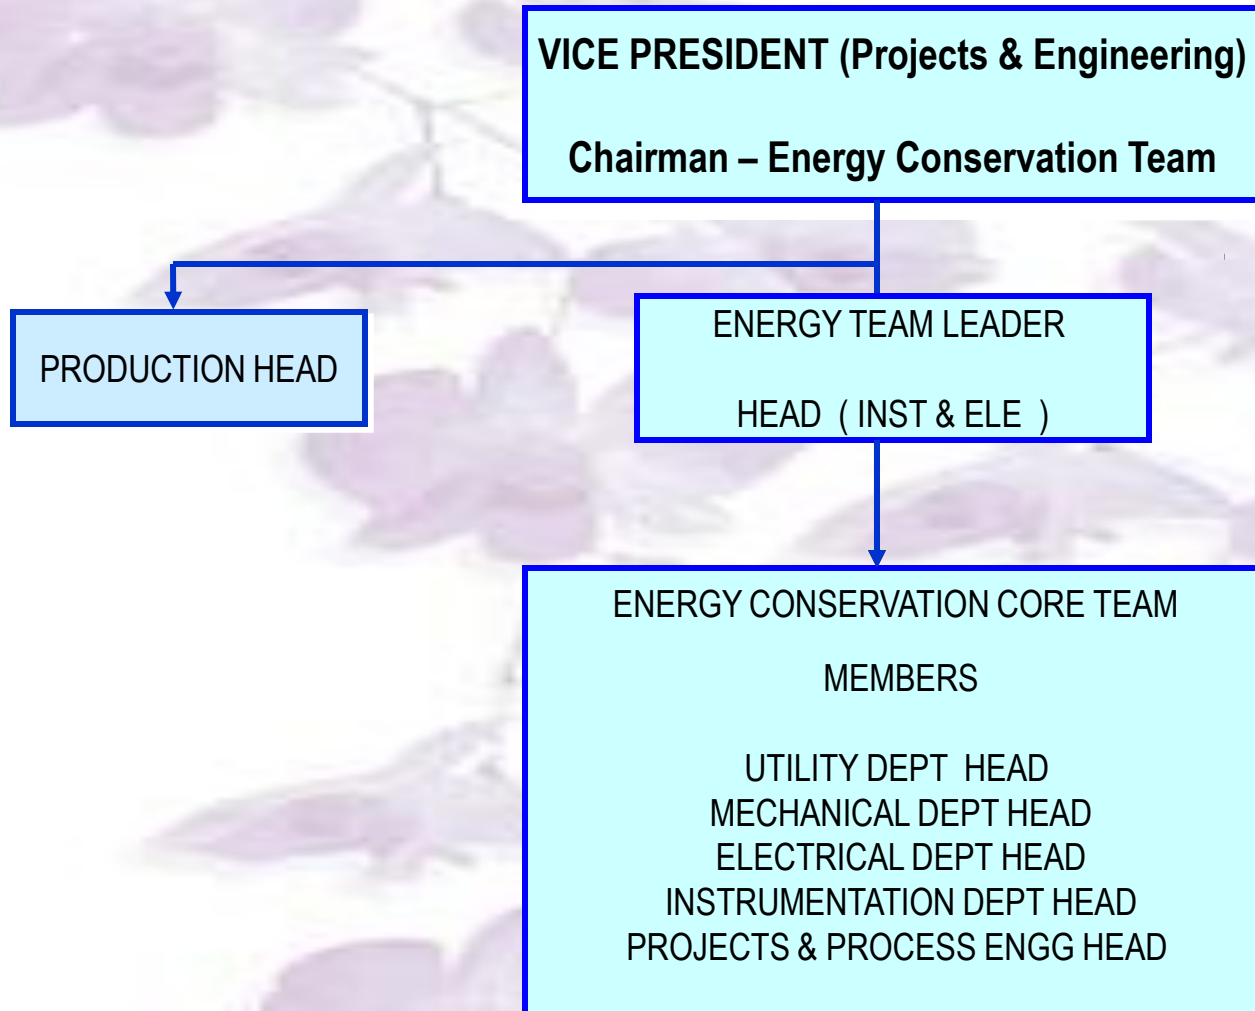 VICE PRESIDENT (Projects & Engineering)
Chairman – Energy Conservation Team
PRODUCTION HEAD
ENERGY TEAM LEADER
HEAD ( INST & ELE )
ENERGY CONSERVATION CORE TEAM
MEMBERS
UTILITY DEPT HEAD
MECHANICAL DEPT HEAD
ELECTRICAL DEPT HEAD
INSTRUMENTATION DEPT HEAD
PROJECTS & PROCESS ENGG HEAD